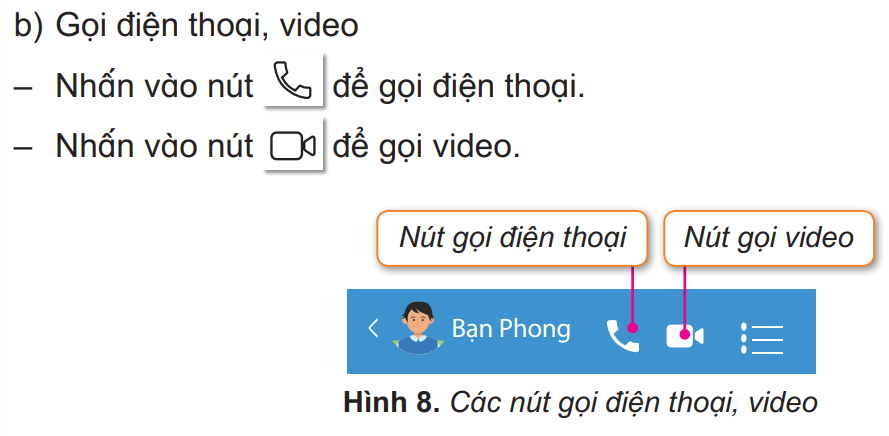 b) Gọi điện thoại, video
– Nhấn vào nút để gọi điện thoại.
– Nhấn vào nút để gọi video.
Nút gọi điện thoại
Nút gọi video
Bạn Phong
Hình 8. Các nút gọi điện thoại, video